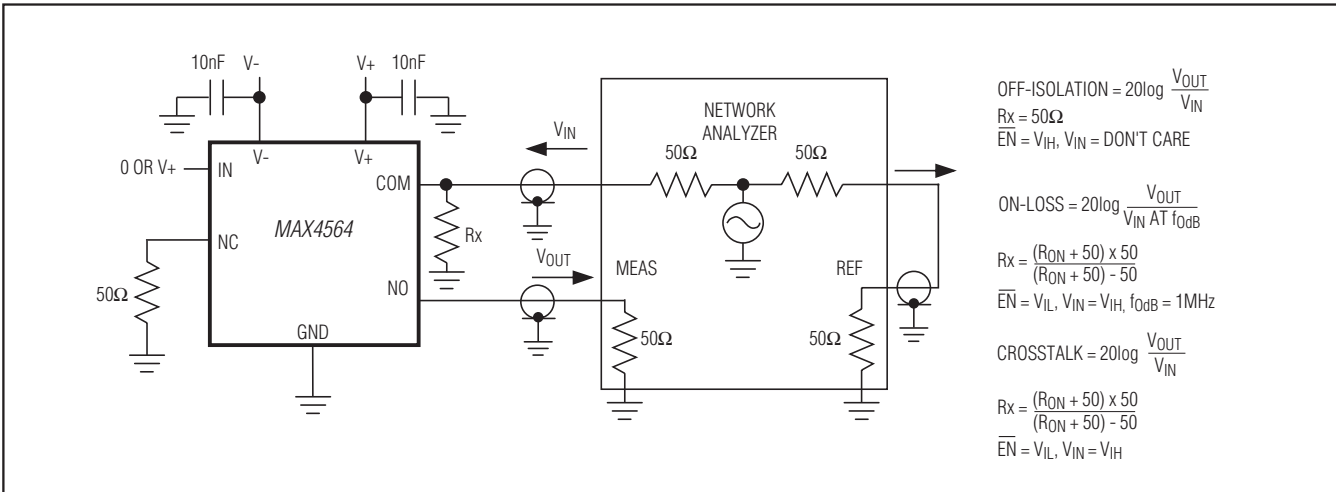 10nF
V-
V+
10nF
V-
V+
0 OR V+
IN
COM
MAX4564
NC
Rx
50Ω
NO
GND
VIN
VOUT
NETWORK
ANALYZER
50Ω
50Ω
MEAS
REF
50Ω
50Ω
OFF-ISOLATION = 20log VOUT
VIN
Rx = 50Ω
EN = VIH, VIN = DON'T CARE
ON-LOSS = 20log VOUT
VIN AT f0dB
Rx = (RON + 50) x 50
(RON + 50) - 50
EN = VIL, VIN = VIH, f0dB = 1MHz
CROSSTALK = 20log VOUT
VIN
Rx = (RON + 50) x 50
(RON + 50) - 50
EN = VIL, VIN = VIH